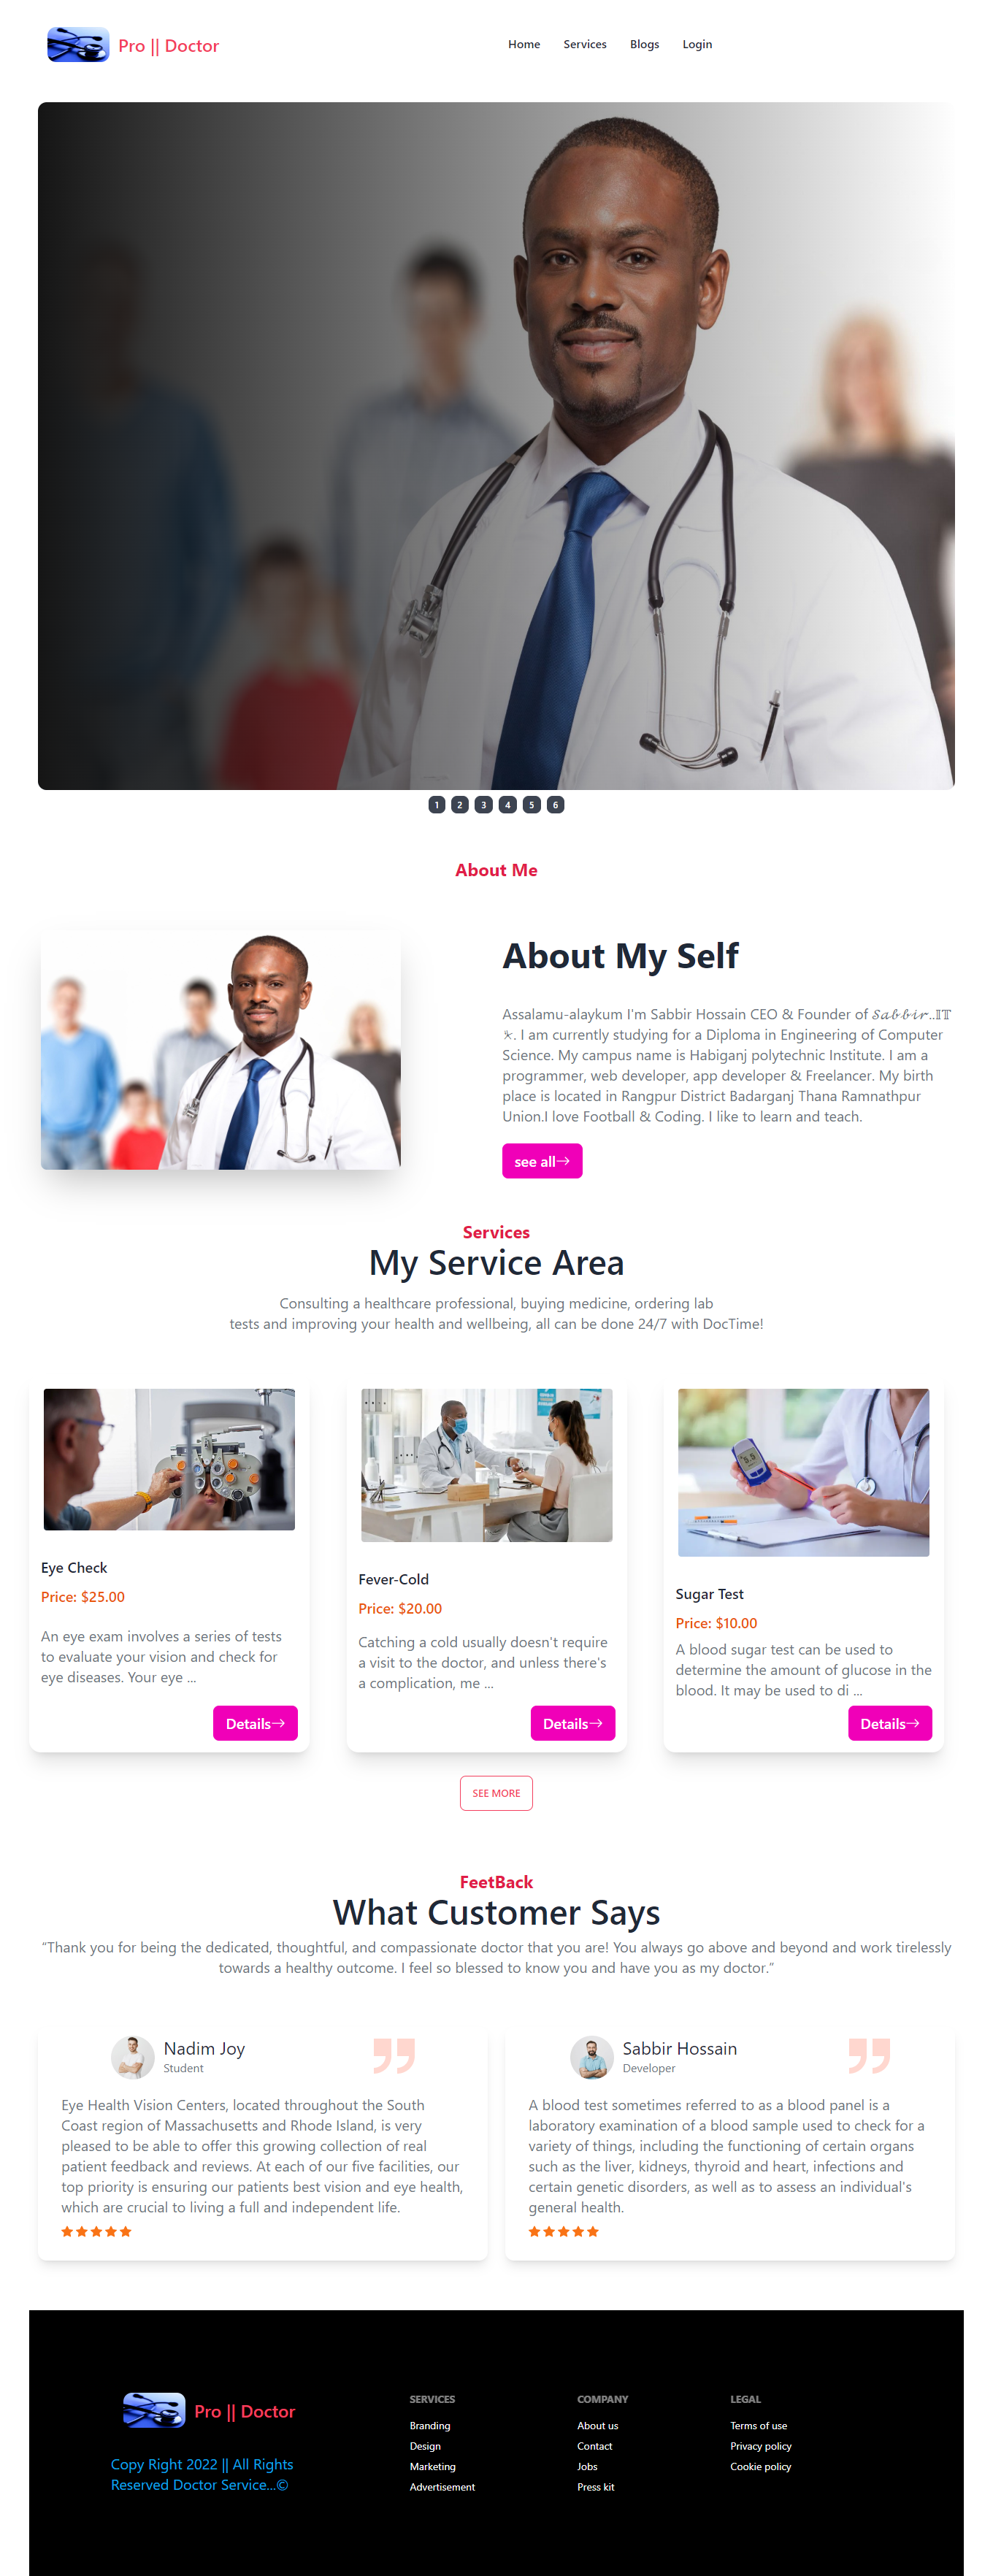 Pro || Doctor
Home Services Blogs Login
1 2 3 4 5 6
About Me
About My Self
Assalamu-alaykum I'm Sabbir Hossain CEO & Founder of 𝓢𝓪𝓫𝓫𝓲𝓻..𝕀𝕋
. I am currently studying for a Diploma in Engineering of Computer
Science. My campus name is Habiganj polytechnic Institute. I am a
programmer, web developer, app developer & Freelancer. My birth
place is located in Rangpur District Badarganj Thana Ramnathpur
Union.I love Football & Coding. I like to learn and teach.
see all→
Services
My Service Area
Consulting a healthcare professional, buying medicine, ordering lab
tests and improving your health and wellbeing, all can be done 24/7 with DocTime!
Eye Check
Price: $25.00
An eye exam involves a series of tests
to evaluate your vision and check for
eye diseases. Your eye ...
Details→
Fever-Cold
Price: $20.00
Catching a cold usually doesn't require
a visit to the doctor, and unless there's
a complication, me ...
Details→
5.5
Sugar Test
Price: $10.00
A blood sugar test can be used to
determine the amount of glucose in the
blood. It may be used to di ...
Details→
SEE MORE
FeetBack
What Customer Says
“Thank you for being the dedicated, thoughtful, and compassionate doctor that you are! You always go above and beyond and work tirelessly
towards a healthy outcome. I feel so blessed to know you and have you as my doctor.”
Nadim Joy
Student
Eye Health Vision Centers, located throughout the South
Coast region of Massachusetts and Rhode Island, is very
pleased to be able to offer this growing collection of real
patient feedback and reviews. At each of our five facilities, our
top priority is ensuring our patients best vision and eye health,
which are crucial to living a full and independent life.
Sabbir Hossain
Developer
A blood test sometimes referred to as a blood panel is a
laboratory examination of a blood sample used to check for a
variety of things, including the functioning of certain organs
such as the liver, kidneys, thyroid and heart, infections and
certain genetic disorders, as well as to assess an individual's
general health.
Pro || Doctor
Copy Right 2022 || All Rights
Reserved Doctor Service...©
SERVICES
Branding
Design
Marketing
Advertisement
COMPANY
About us
Contact
Jobs
Press kit
LEGAL
Terms of use
Privacy policy
Cookie policy